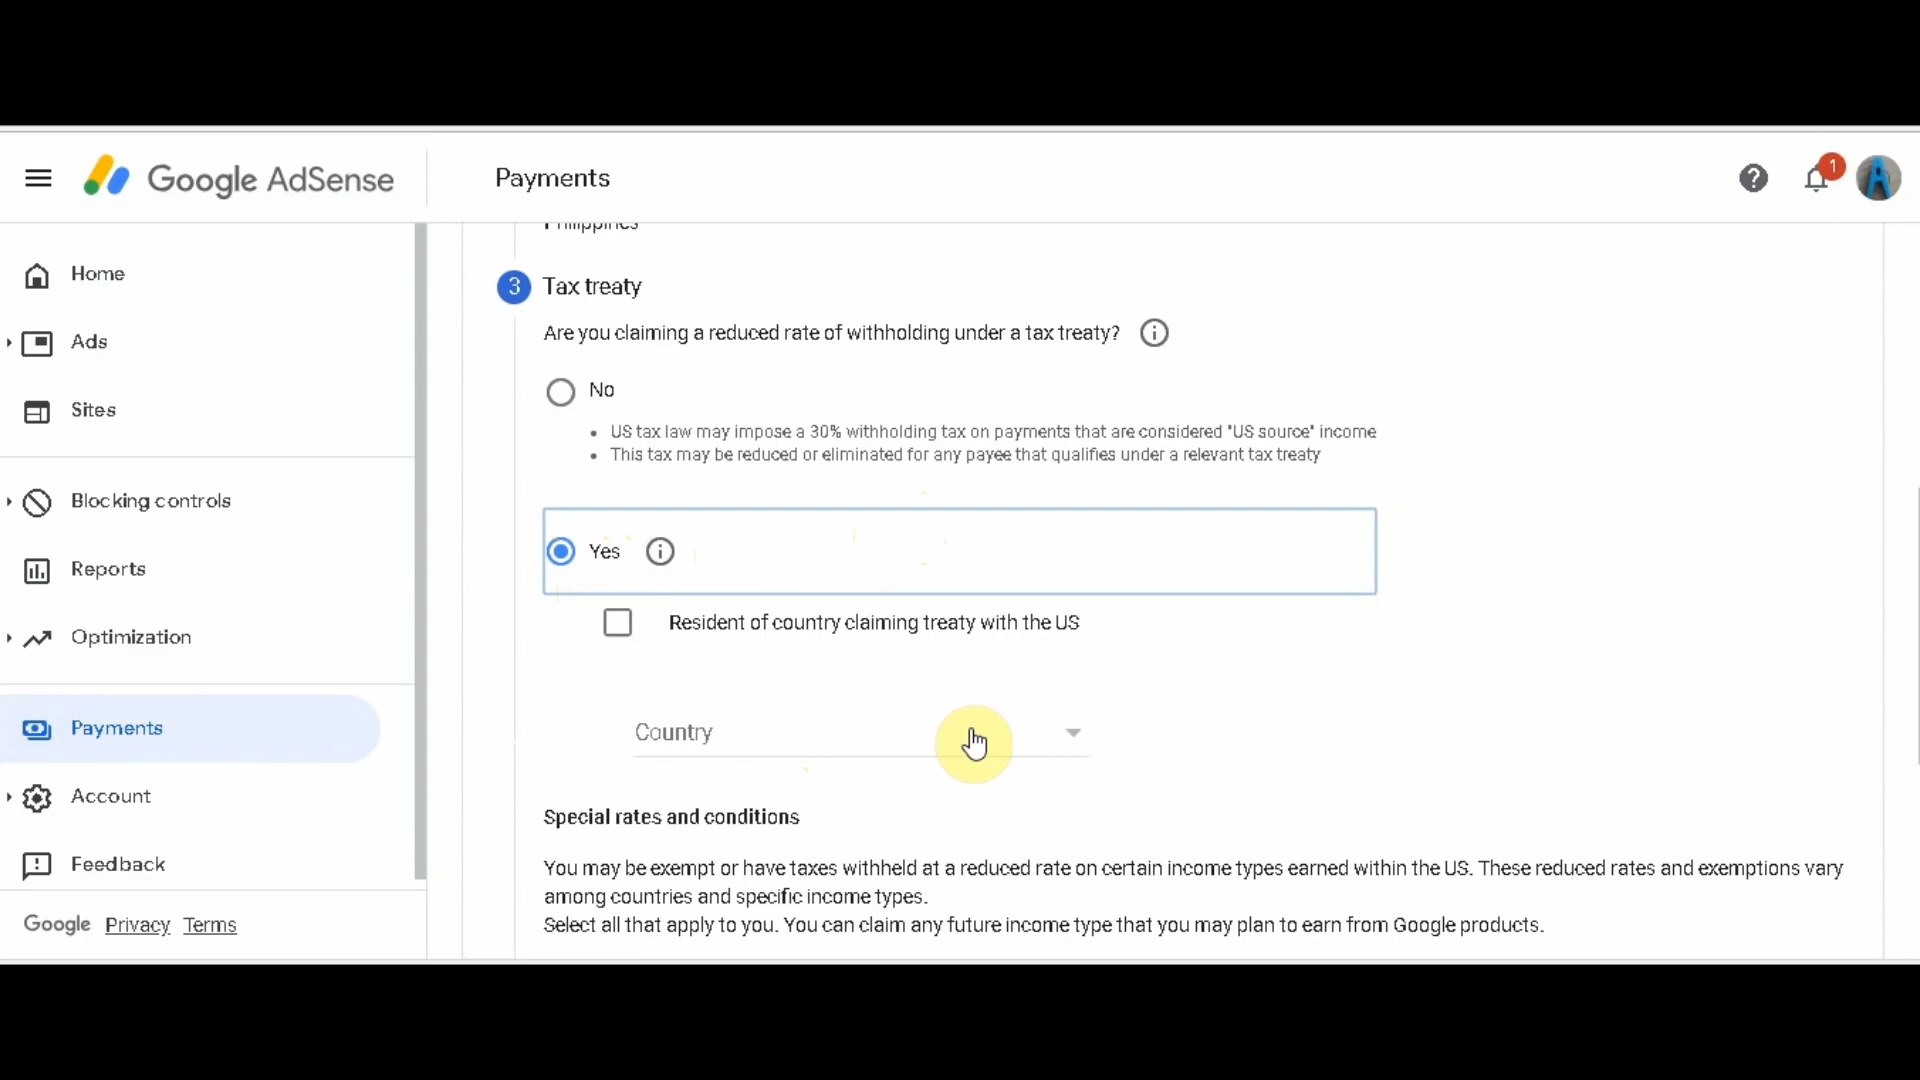 Google AdSense
Payments
1
Home
Ads
Sites
Blocking controls
Reports
Optimization
Payments
Account
Feedback
Google Privacy Terms
Philippines
3 Tax treaty
Are you claiming a reduced rate of withholding under a tax treaty?
No
• US tax law may impose a 30% withholding tax on payments that are considered "US source" income
• This tax may be reduced or eliminated for any payee that qualifies under a relevant tax treaty
Yes
Resident of country claiming treaty with the US
Country
Special rates and conditions
You may be exempt or have taxes withheld at a reduced rate on certain income types earned within the US. These reduced rates and exemptions vary
among countries and specific income types.
Select all that apply to you. You can claim any future income type that you may plan to earn from Google products.